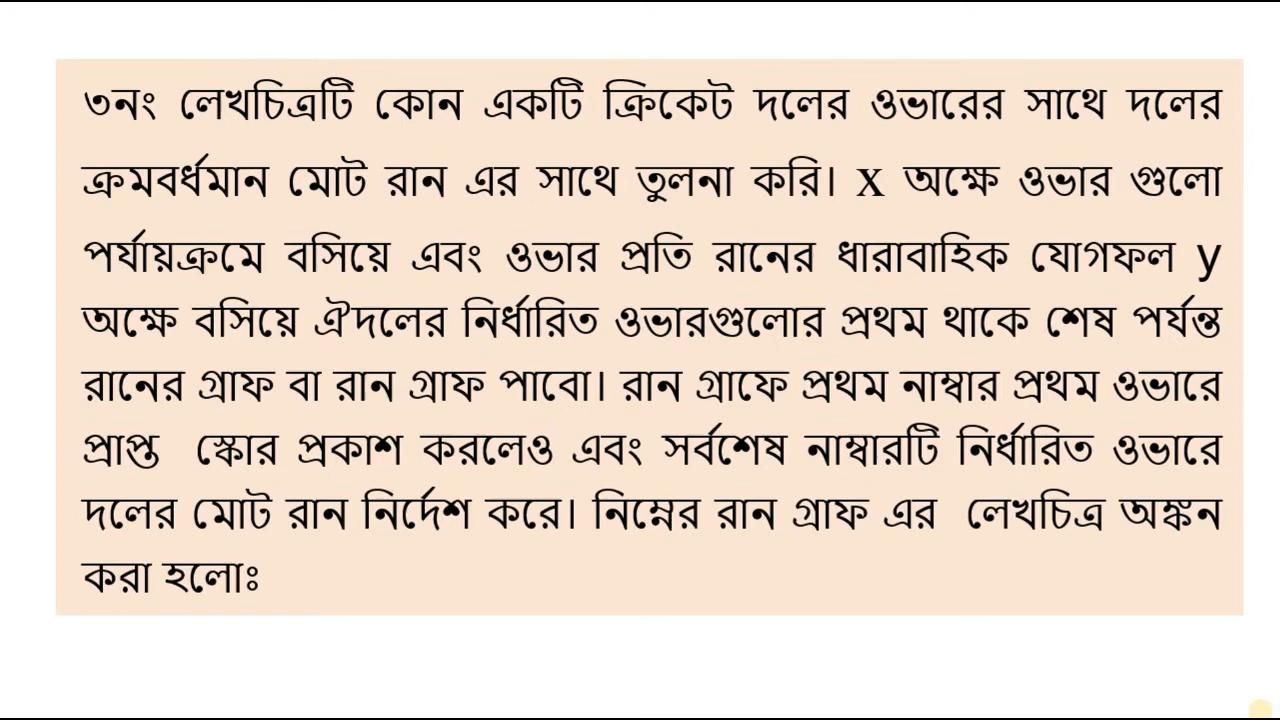 ৩নং লেখচিত্রটি কোন একটি ক্রিকেট দলের ওভারের সাথে দলের
ক্রমবর্ধমান মোট রান এর সাথে তুলনা করি। x অক্ষে ওভার গুলো
পর্যায়ক্রমে বসিয়ে এবং ওভার প্রতি রানের ধারাবাহিক যোগফল y
অক্ষে বসিয়ে ঐদলের নির্ধারিত ওভারগুলোর প্রথম থাকে শেষ পর্যন্ত
রানের গ্রাফ বা রান গ্রাফ পাবো। রান গ্রাফে প্রথম নাম্বার প্রথম ওভারে
প্রাপ্ত স্কোর প্রকাশ করলেও এবং সর্বশেষ নাম্বারটি নির্ধারিত ওভারে
দলের মোট রান নির্দেশ করে। নিম্নের রান গ্রাফ এর লেখচিত্র অঙ্কন
করা হলোঃ